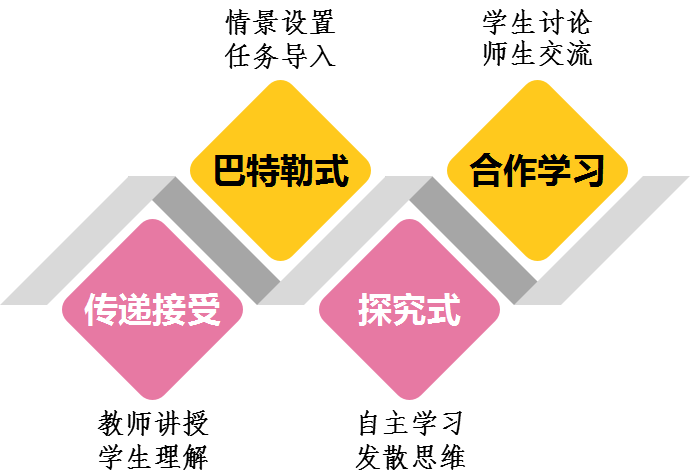 情景设置
任务导入
学生讨论
师生交流
巴特勒式
合作学习
传递接受
探究式
教师讲授
学生理解
自主学习
发散思维